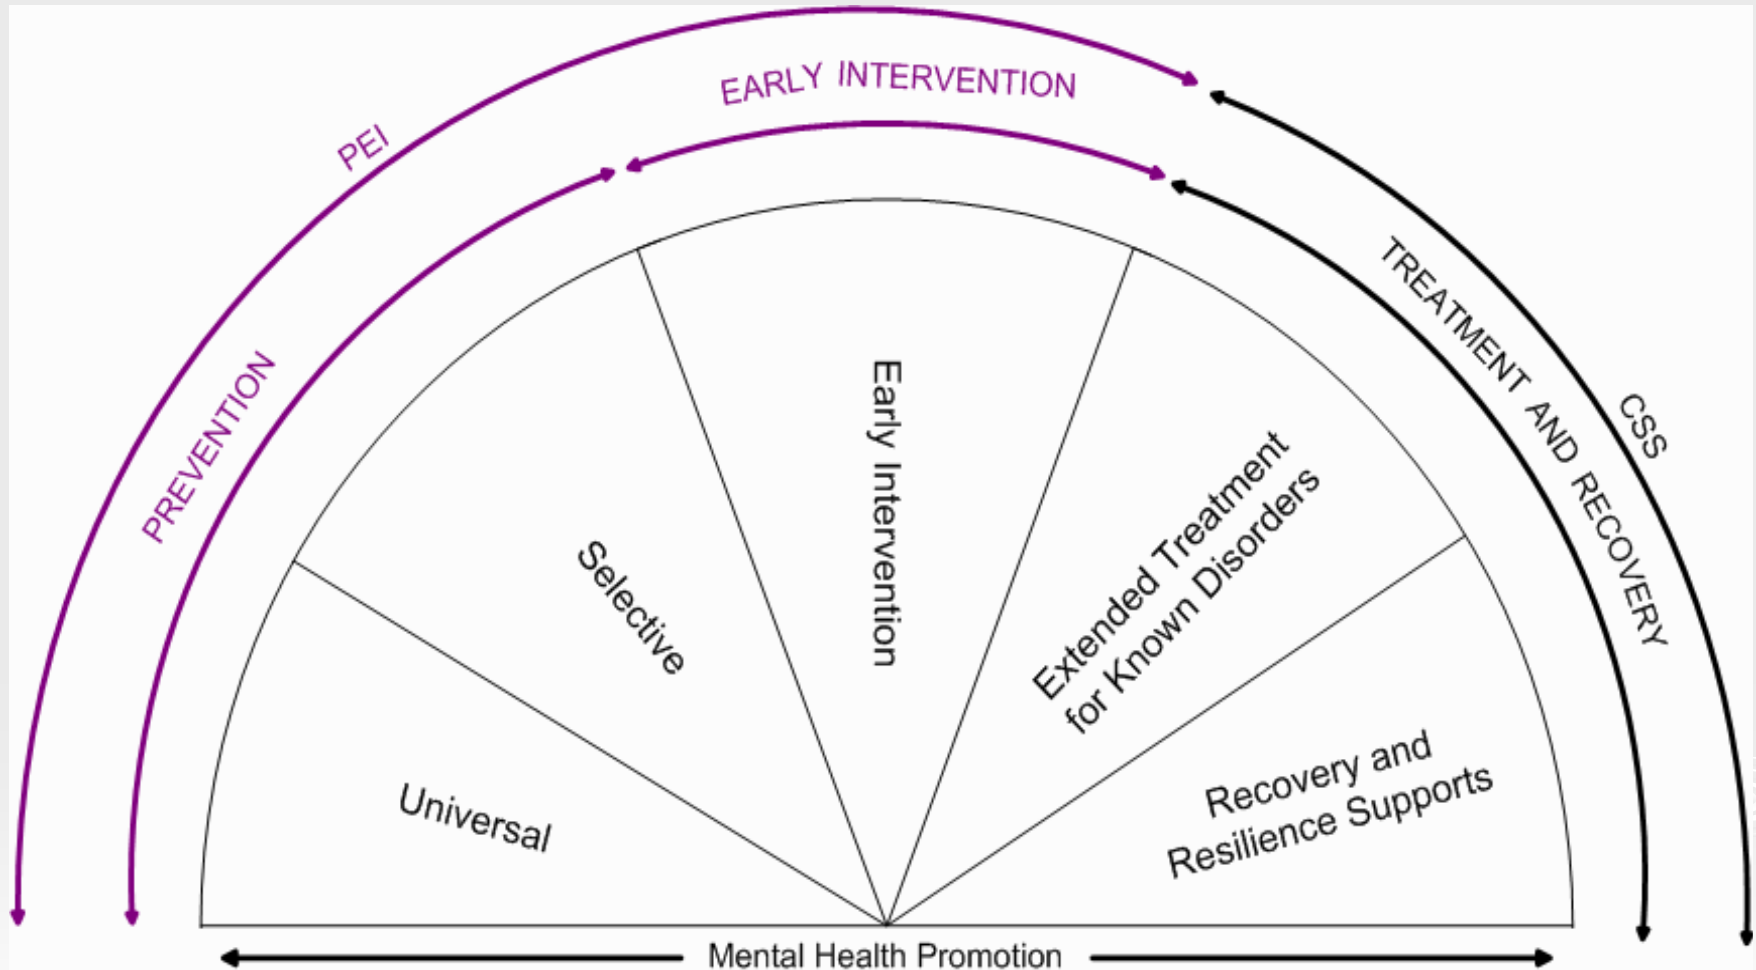 PEI
EARLY INTERVENTION
PREVENTION
TREATMENT AND RECOVERY
CSS
Universal
Selective
Early Intervention
Extended Treatment
for Known Disorders
Recovery and
Resilience Supports
Mental Health Promotion